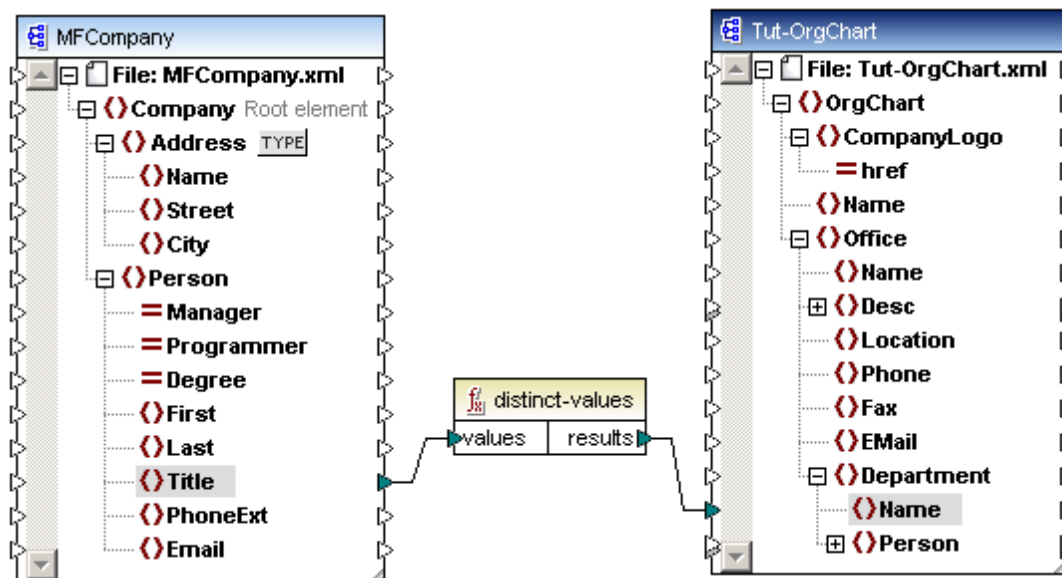 MFCompany
File: MFCompany.xml
Company Root element
Address TYPE
Name
Street
City
Person
Manager
Programmer
Degree
First
Last
Title
PhoneExt
Email
fx distinct-values
values results
Tut-OrgChart
File: Tut-OrgChart.xml
OrgChart
CompanyLogo
href
Name
Office
Name
Desc
Location
Phone
Fax
EMail
Department
Name
Person